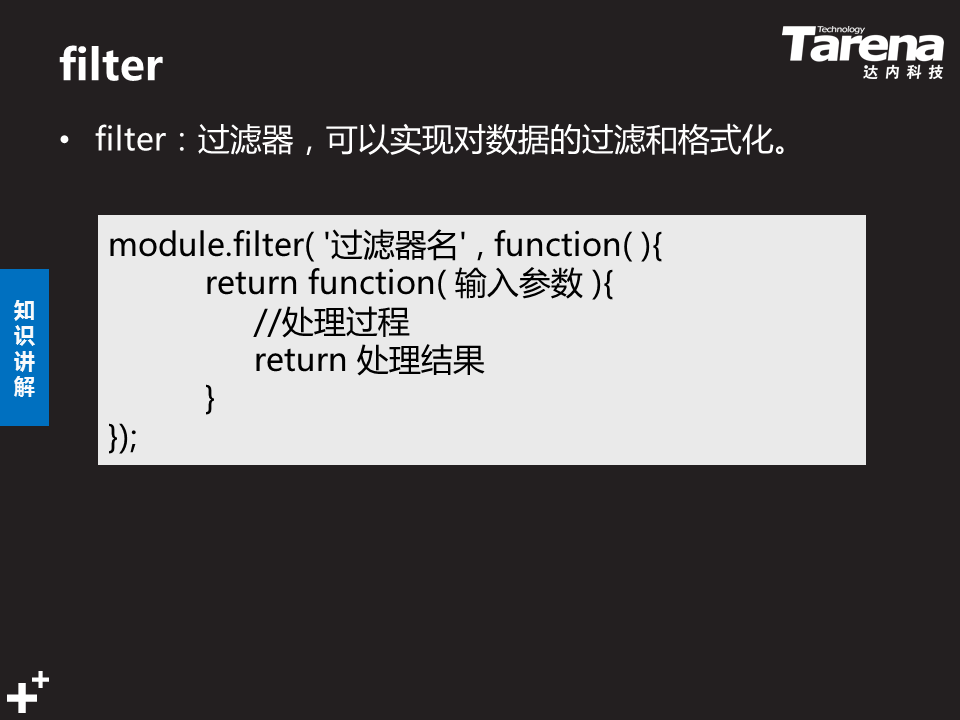 filter
Technology
Tarena
达内科技
• filter：过滤器，可以实现对数据的过滤和格式化。
module.filter( '过滤器名' , function( ){
return function( 输入参数 ){
//处理过程
return 处理结果
}
});
知识讲解